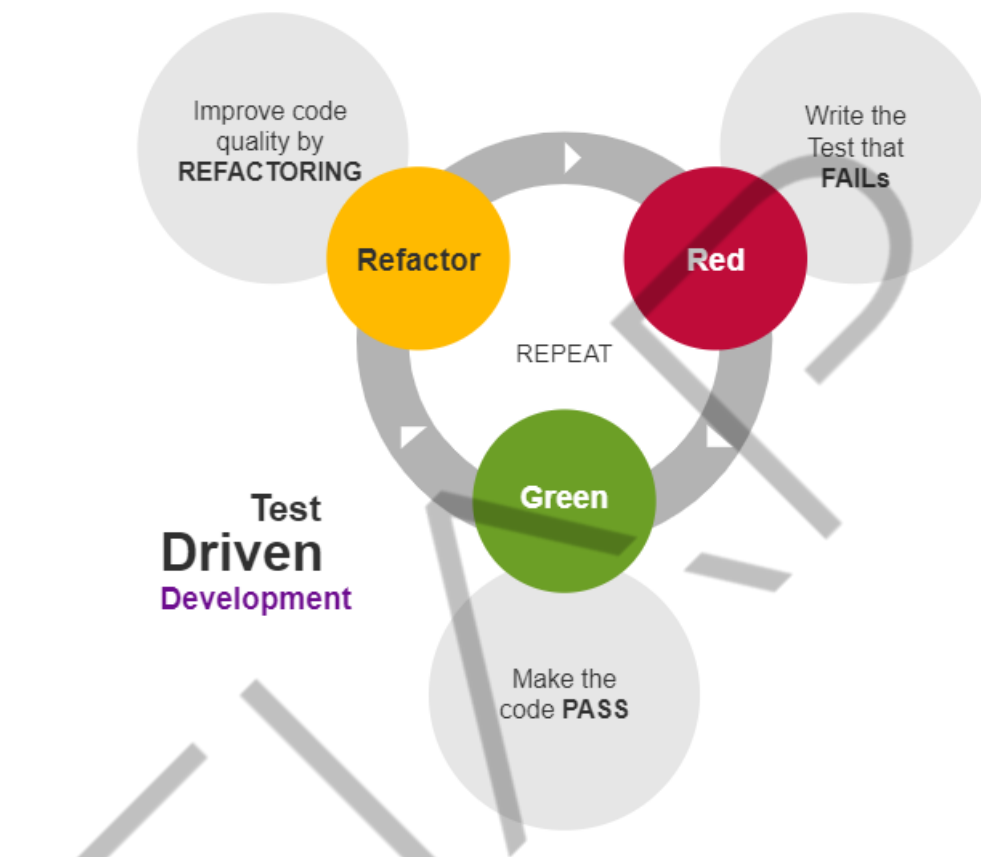 Improve code
quality by
REFACTORING
Write the
Test that
FAILs
Refactor
Red
REPEAT
Green
Test
Driven
Development
Make the
code PASS